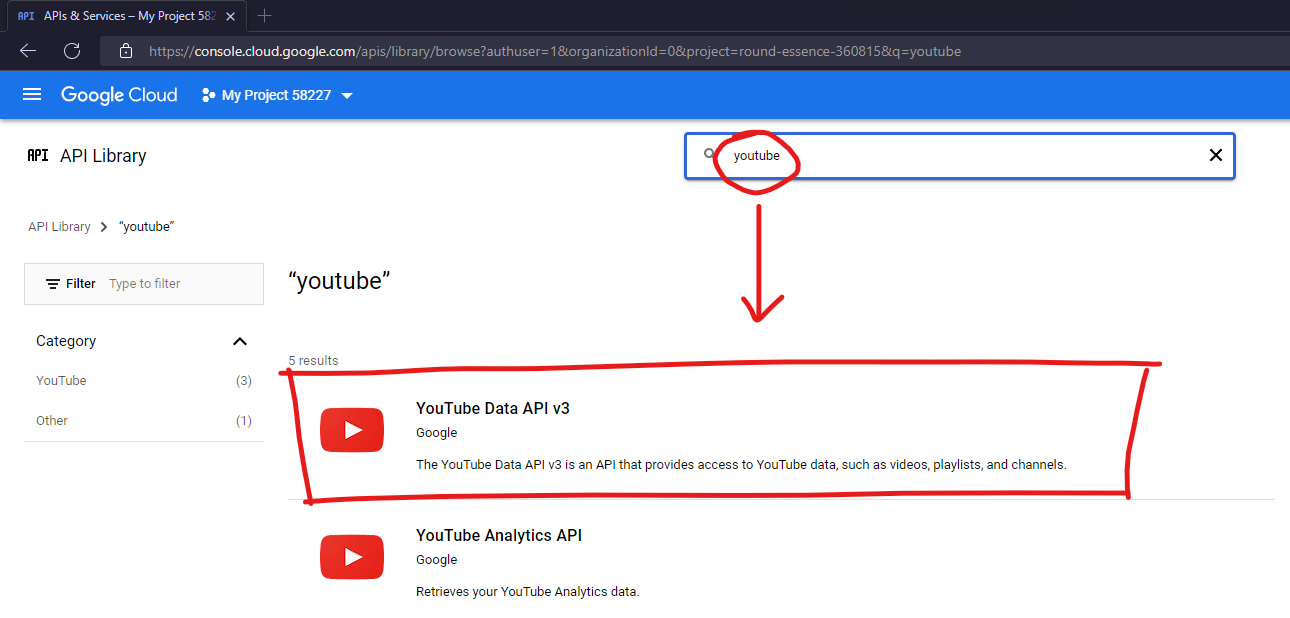 API APIs & Services – My Project 582
https://console.cloud.google.com/apis/library/browse?authuser=1&organizationId=0&project=round-essence-360815&q=youtube
Google Cloud My Project 58227
API API Library
youtube
API Library “youtube”
Filter Type to filter
“youtube”
Category
5 results
YouTube (3)
Other (1)
YouTube Data API v3
Google
The YouTube Data API v3 is an API that provides access to YouTube data, such as videos, playlists, and channels.
YouTube Analytics API
Google
Retrieves your YouTube Analytics data.